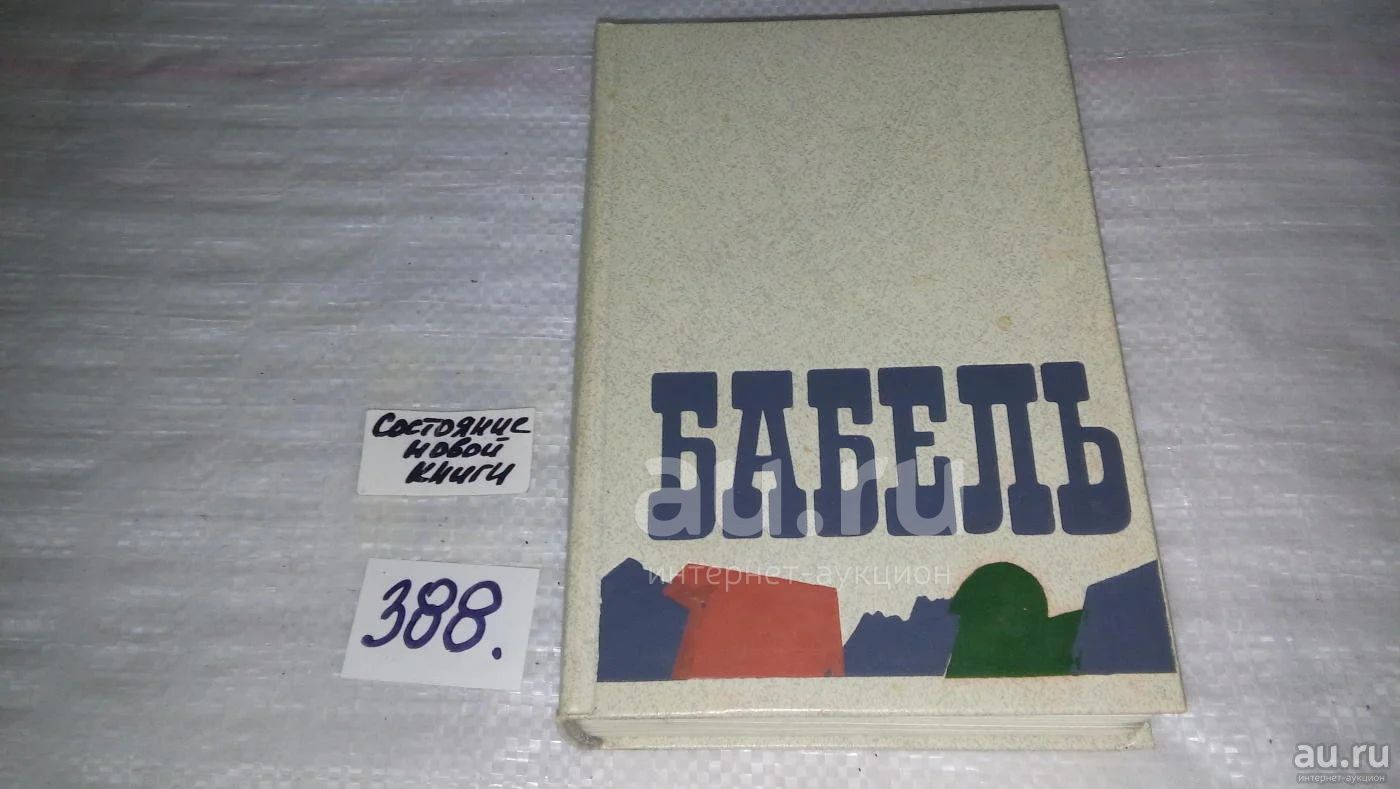 БАБЕЛЬ
au.ru
интернет-аукцион
Состояние
новой
книги
388.
au.ru
интернет-аукцион